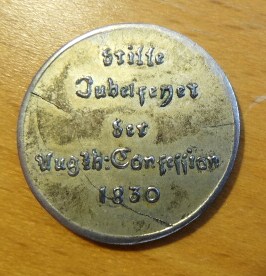 dritte
Jubelfeyer
der
Augsb: Confession
1830